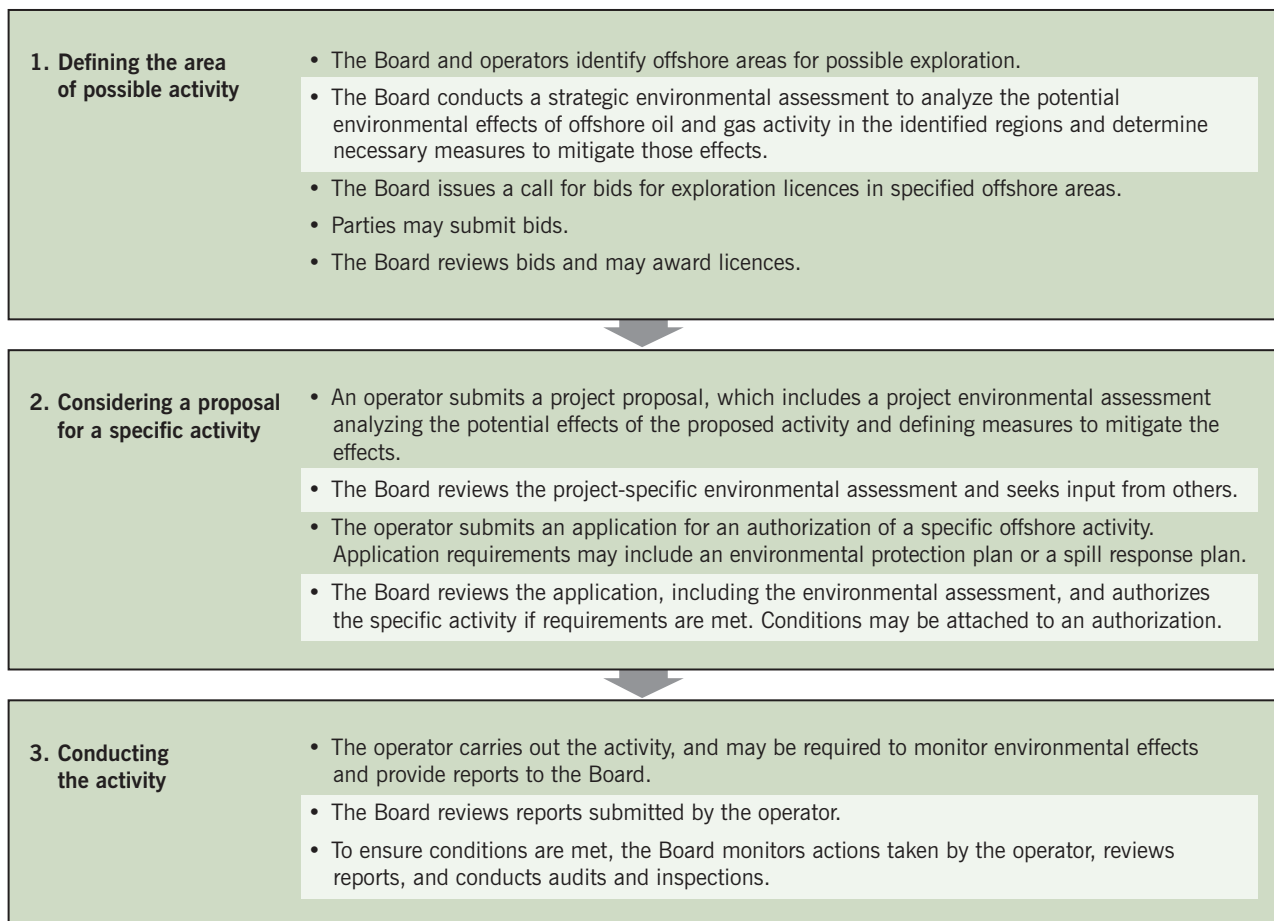 1. Defining the area
of possible activity
• The Board and operators identify offshore areas for possible exploration.
• The Board conducts a strategic environmental assessment to analyze the potential
environmental effects of offshore oil and gas activity in the identified regions and determine
necessary measures to mitigate those effects.
• The Board issues a call for bids for exploration licences in specified offshore areas.
• Parties may submit bids.
• The Board reviews bids and may award licences.
2. Considering a proposal
for a specific activity
• An operator submits a project proposal, which includes a project environmental assessment
analyzing the potential effects of the proposed activity and defining measures to mitigate the
effects.
• The Board reviews the project-specific environmental assessment and seeks input from others.
• The operator submits an application for an authorization of a specific offshore activity.
Application requirements may include an environmental protection plan or a spill response plan.
• The Board reviews the application, including the environmental assessment, and authorizes
the specific activity if requirements are met. Conditions may be attached to an authorization.
3. Conducting
the activity
• The operator carries out the activity, and may be required to monitor environmental effects
and provide reports to the Board.
• The Board reviews reports submitted by the operator.
• To ensure conditions are met, the Board monitors actions taken by the operator, reviews
reports, and conducts audits and inspections.